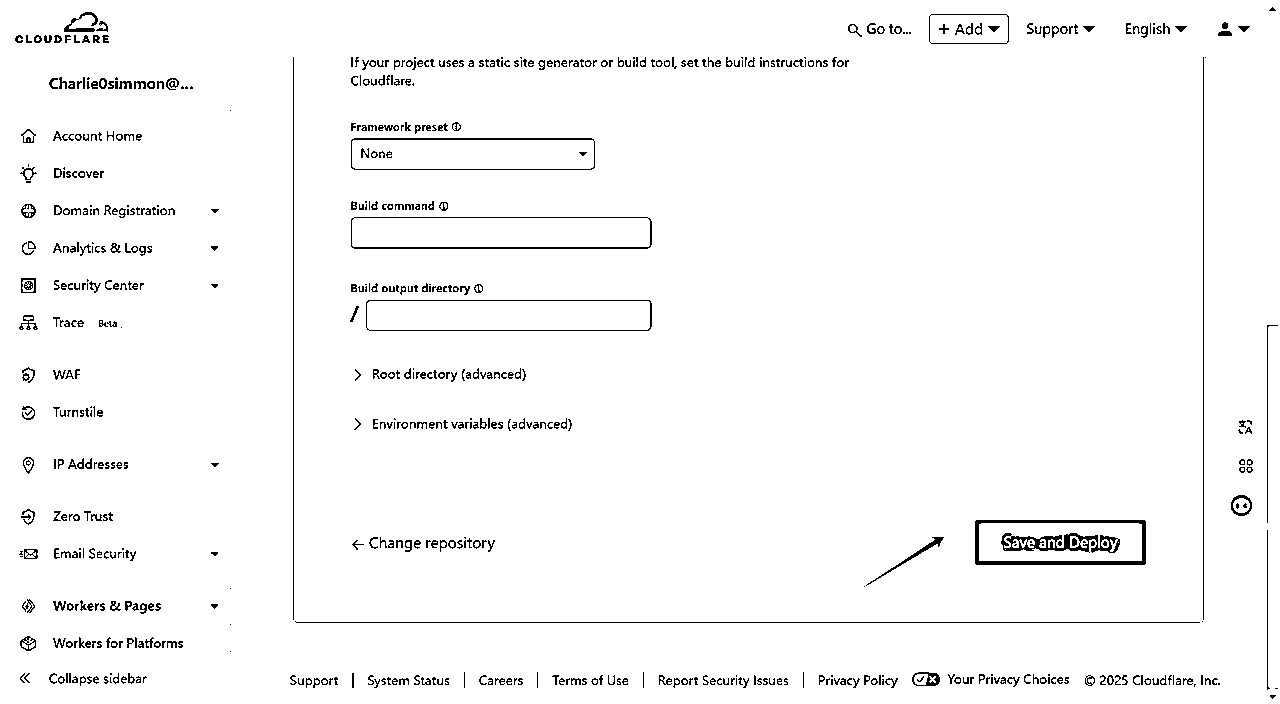 CLOUDFLARE
Go to...
+ Add
Support
English
Charlie0simmon@...
Account Home
Discover
Domain Registration
Analytics & Logs
Security Center
Trace Beta
WAF
Turnstile
IP Addresses
Zero Trust
Email Security
Workers & Pages
Workers for Platforms
Collapse sidebar
If your project uses a static site generator or build tool, set the build instructions for
Cloudflare.
Framework preset
None
Build command
Build output directory
/
Root directory (advanced)
Environment variables (advanced)
Change repository
Save and Deploy
Support | System Status | Careers | Terms of Use | Report Security Issues | Privacy Policy | Your Privacy Choices © 2025 Cloudflare, Inc.